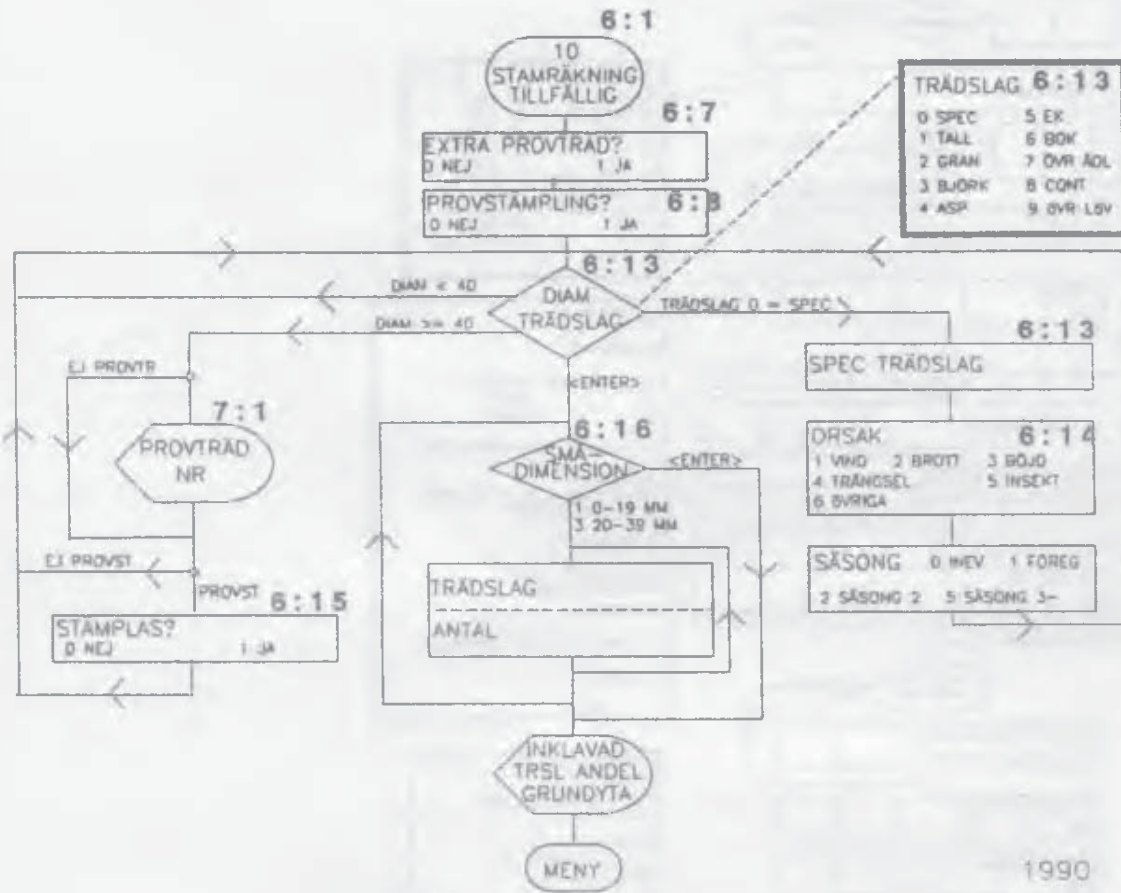 6:1
10
STAMRÄKNING
TILLFÄLLIG
6:7
EXTRA PROVTRÄD?
0 NEJ 1 JA
PROVSTÄMPLING? 6:8
0 NEJ 1 JA
TRÄDSLAG 6:13
0 SPEC 5 EK
1 TALL 6 BOK
2 GRAN 7 ÖVR ÄDL
3 BJÖRK 8 CONT
4 ASP 9 ÖVR LÖV
6:13
DIAM
TRÄDSLAG
DIAM < 40
DIAM >= 40
TRÄDSLAG 0 = SPEC
6:13
SPEC TRÄDSLAG
ORSAK 6:14
1 VIND 2 BROTT 3 BÖJD
4 TRÄNGSEL 5 INSEKT
6 ÖVRIGA
SÄSONG 0 INEV 1 FÖREG
2 SÄSONG 2 5 SÄSONG 3-
EJ PROVTR
7:1
PROVTRÄD
NR
EJ PROVST
PROVST
6:15
STÄMPLAS?
0 NEJ 1 JA
<ENTER>
6:16
SMÅ-
DIMENSION
<ENTER>
1 0-19 MM
3 20-39 MM
TRÄDSLAG
ANTAL
INKLAVAD
TRSL ANDEL
GRUNDYTA
MENY
1990